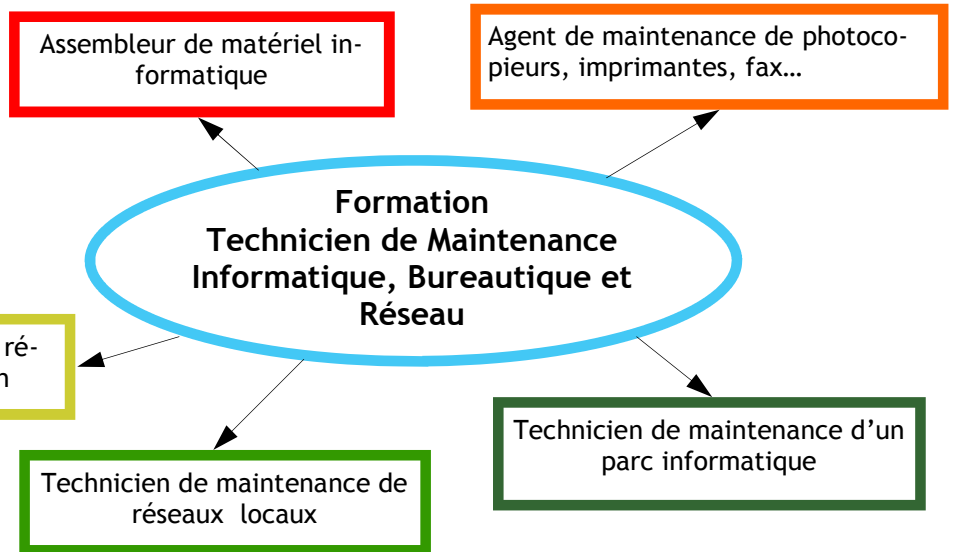 Assembleur de matériel in-
formatique
Agent de maintenance de photoco-
pieurs, imprimantes, fax...
Formation
Technicien de Maintenance
Informatique, Bureautique et
Réseau
ré-
n
Technicien de maintenance d’un
parc informatique
Technicien de maintenance de
réseaux locaux